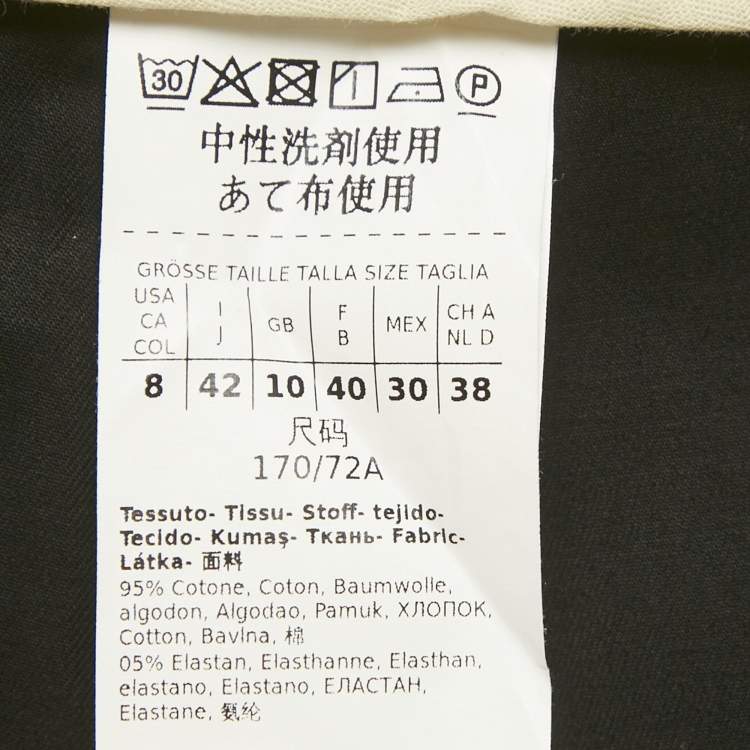 30 P
中性洗剤使用
あて布使用
GRÖSSE TAILLE TALLA SIZE TAGLIA
USA CA COL I J GB F B MEX CH A NL D
8 42 10 40 30 38
尺码
170/72A
Tessuto- Tissu- Stoff- tejido-
Tecido- Kumaş- Ткань- Fabric-
Látka- 面料
95% Cotone, Coton, Baumwolle,
algodon, Algodao, Pamuk, ХЛОПОК,
Cotton, Bavlna, 棉
05% Elastan, Elasthanne, Elasthan,
elastano, Elastano, ЕЛАСТАН,
Elastane, 氨纶